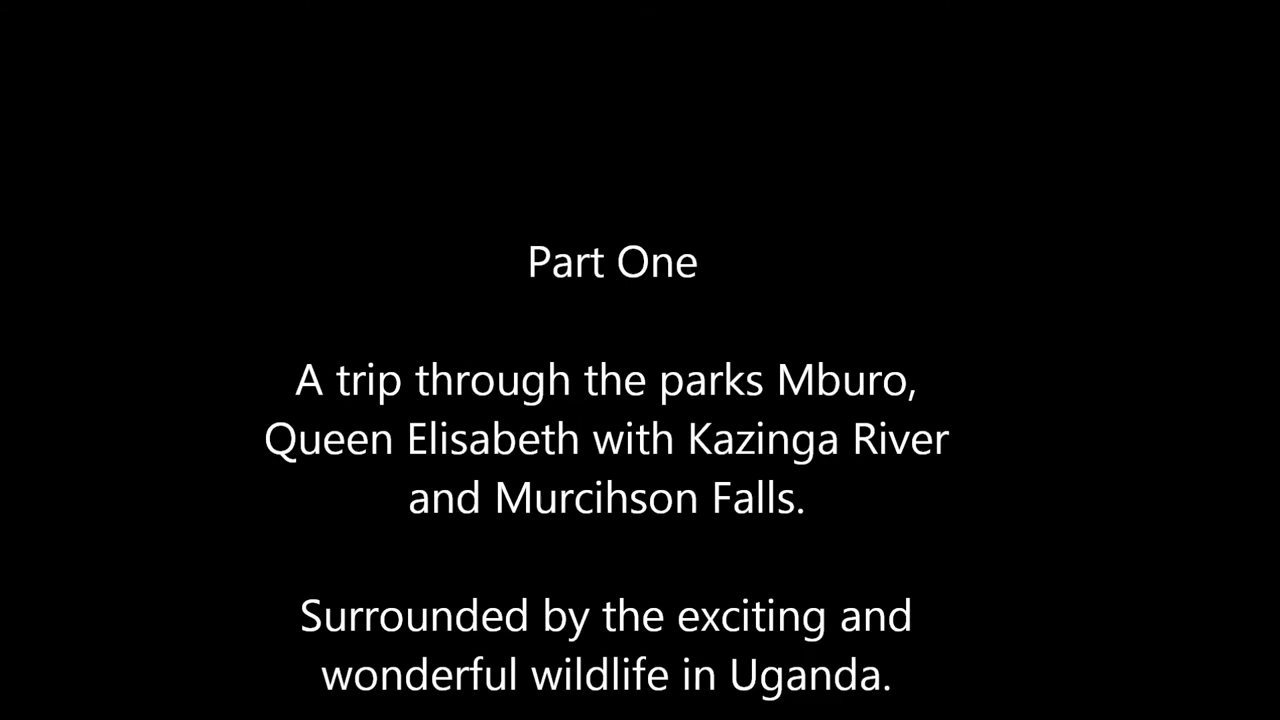 Part One
A trip through the parks Mburo,
Queen Elisabeth with Kazinga River
and Murcihson Falls.
Surrounded by the exciting and
wonderful wildlife in Uganda.